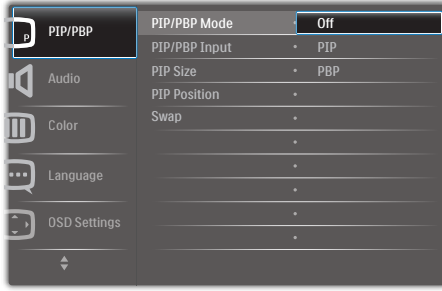 P
PIP/PBP
Audio
Color
Language
OSD Settings
PIP/PBP Mode • Off
PIP/PBP Input • PIP
PIP Size • PBP
PIP Position •
Swap •
•
•
•
•
•